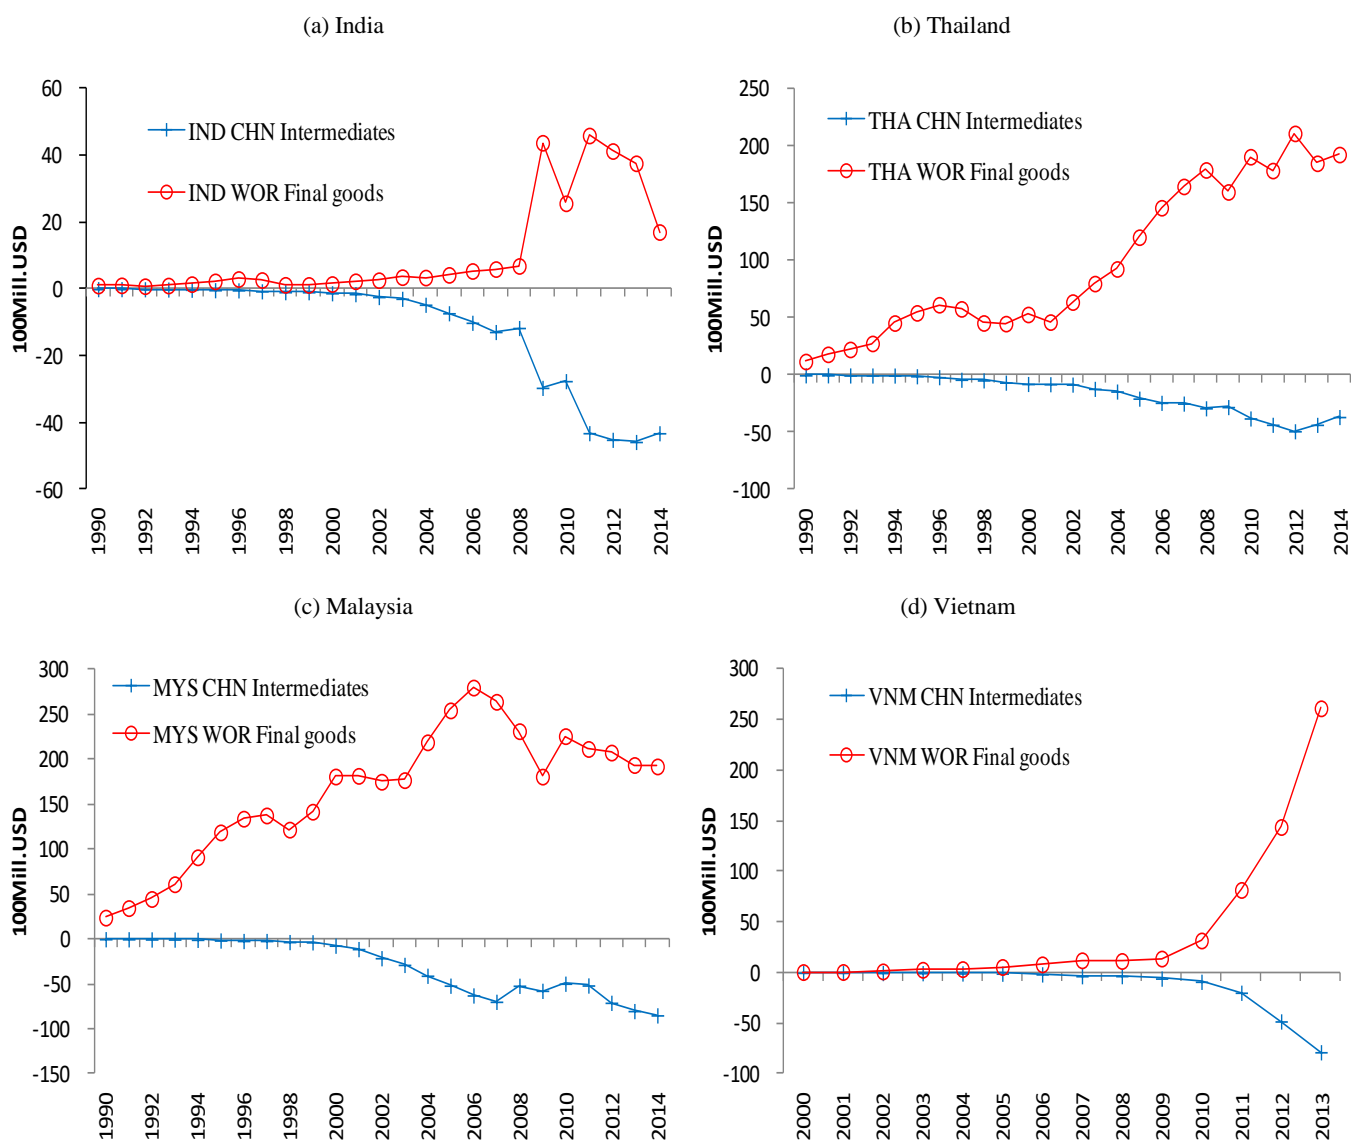 (a) India
60
40
20
0
-20
-40
-60
100Mill.USD
IND CHN Intermediates
IND WOR Final goods
1990 1992 1994 1996 1998 2000 2002 2004 2006 2008 2010 2012 2014
(b) Thailand
250
200
150
100
50
0
-50
-100
100Mill.USD
THA CHN Intermediates
THA WOR Final goods
1990 1992 1994 1996 1998 2000 2002 2004 2006 2008 2010 2012 2014
(c) Malaysia
300
250
200
150
100
50
0
-50
-100
-150
100Mill.USD
MYS CHN Intermediates
MYS WOR Final goods
1990 1992 1994 1996 1998 2000 2002 2004 2006 2008 2010 2012 2014
(d) Vietnam
300
250
200
150
100
50
0
-50
-100
100Mill.USD
VNM CHN Intermediates
VNM WOR Final goods
2000 2001 2002 2003 2004 2005 2006 2007 2008 2009 2010 2011 2012 2013